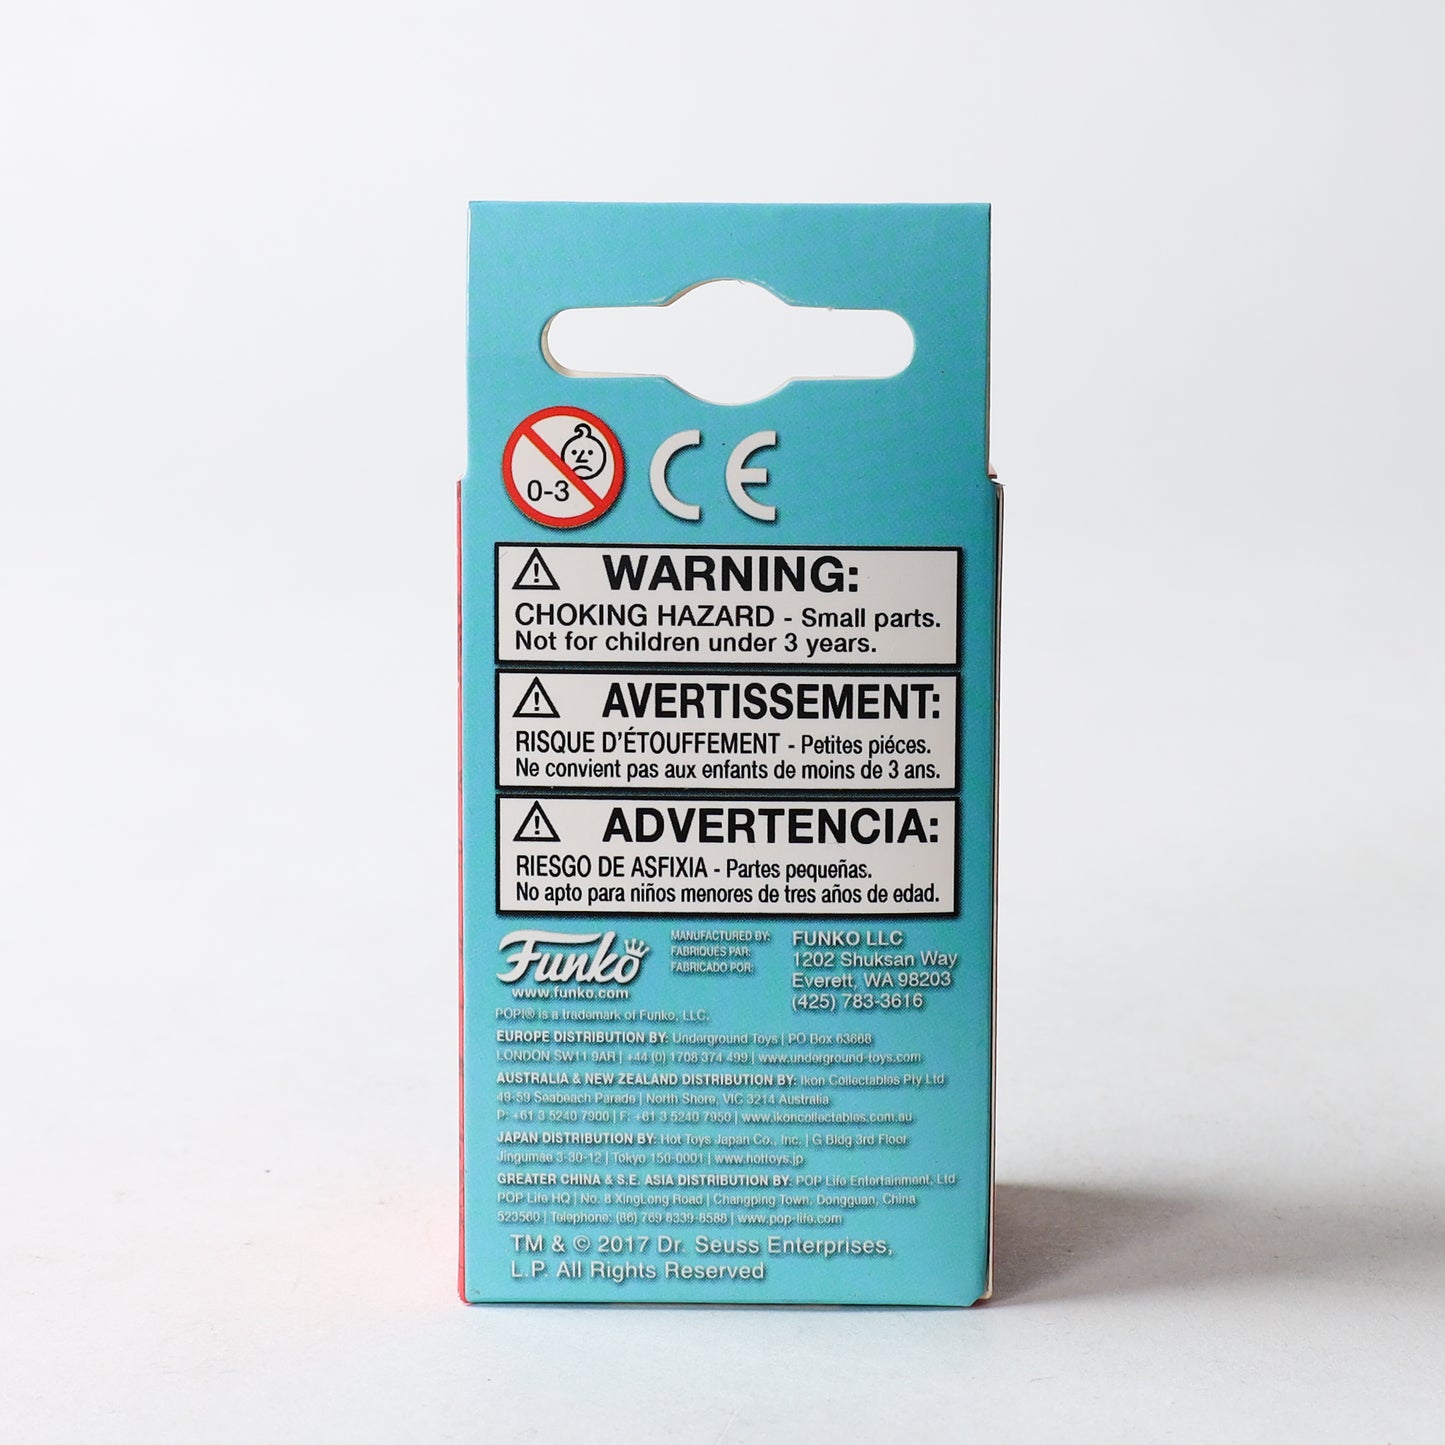 0-3
CE
WARNING:
CHOKING HAZARD - Small parts.
Not for children under 3 years.
AVERTISSEMENT:
RISQUE D'ÉTOUFFEMENT - Petites piéces.
Ne convient pas aux enfants de moins de 3 ans.
ADVERTENCIA:
RIESGO DE ASFIXIA - Partes pequeñas.
No apto para niños menores de tres años de edad.
Funko
www.funko.com
MANUFACTURED BY:
FABRIQUÉS PAR:
FABRICADO POR:
FUNKO LLC
1202 Shuksan Way
Everett, WA 98203
(425) 783-3616
POP!® is a trademark of Funko, LLC.
EUROPE DISTRIBUTION BY: Underground Toys | PO Box 63668
LONDON SW11 9AR | +44 (0) 1708 374 499 | www.underground-toys.com
AUSTRALIA & NEW ZEALAND DISTRIBUTION BY: Ikon Collectables Pty Ltd
49-59 Seabeach Parade | North Shore, VIC 3214 Australia
P: +61 3 5240 7900 | F: +61 3 5240 7950 | www.ikoncollectables.com.au
JAPAN DISTRIBUTION BY: Hot Toys Japan Co., Inc. | G Bldg 3rd Floor
Jingumae 3-30-12 | Tokyo 150-0001 | www.hottoys.jp
GREATER CHINA & S.E. ASIA DISTRIBUTION BY: POP Life Entertainment, Ltd
POP Life HQ | No. 8 XingLong Road | Changping Town, Dongguan, China
523560 | Telephone: (86) 769 8339-8588 | www.pop-life.com
TM & © 2017 Dr. Seuss Enterprises,
L.P. All Rights Reserved